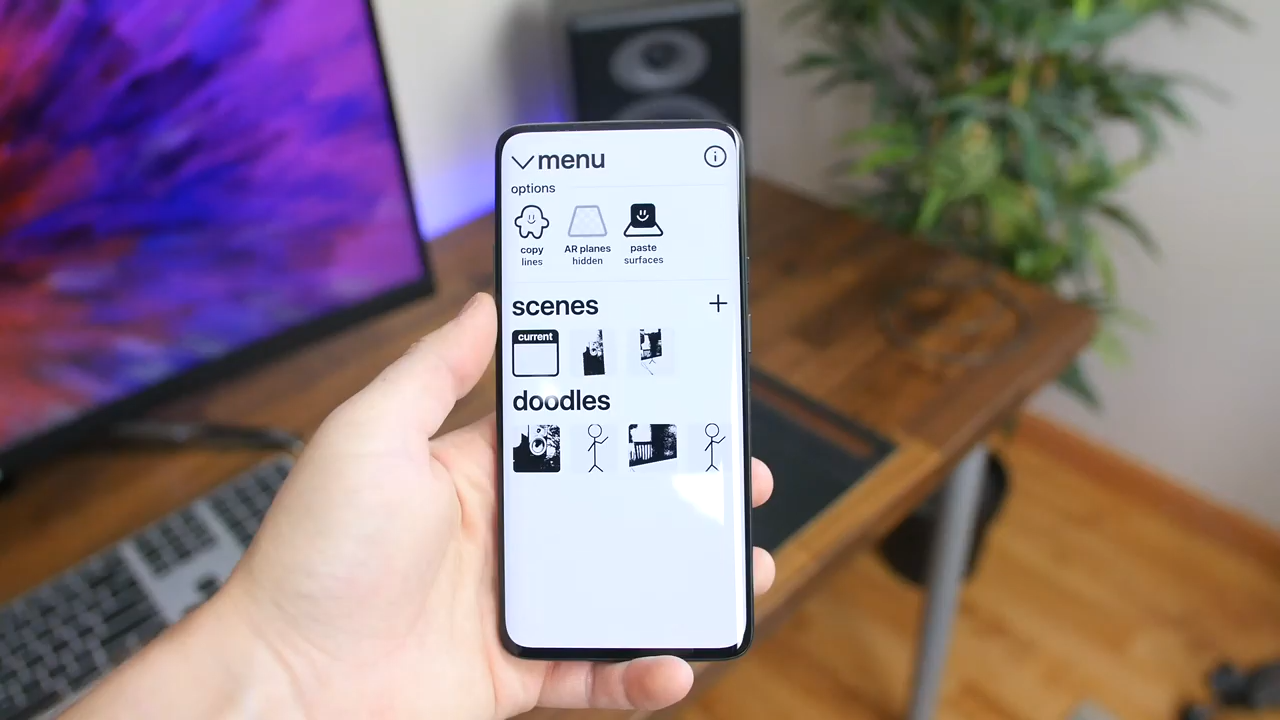 menu
options
copy
lines
AR planes
hidden
paste
surfaces
scenes
current
doodles